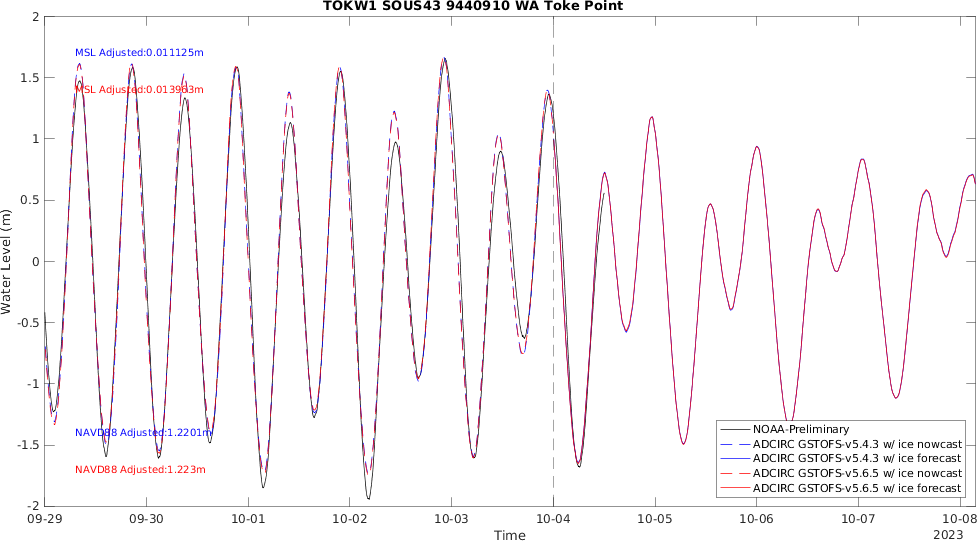 TOKW1 SOUS43 9440910 WA Toke Point
Water Level (m)
2
1.5
1
0.5
0
-0.5
-1
-1.5
-2
MSL Adjusted:0.011125m
MSL Adjusted:0.013963m
NAVD88 Adjusted:1.2201m
NAVD88 Adjusted:1.223m
NOAA-Preliminary
ADCIRC GSTOFS-v5.4.3 w/ ice nowcast
ADCIRC GSTOFS-v5.4.3 w/ ice forecast
ADCIRC GSTOFS-v5.6.5 w/ ice nowcast
ADCIRC GSTOFS-v5.6.5 w/ ice forecast
09-29 09-30 10-01 10-02 10-03 10-04 10-05 10-06 10-07 10-08
2023
Time